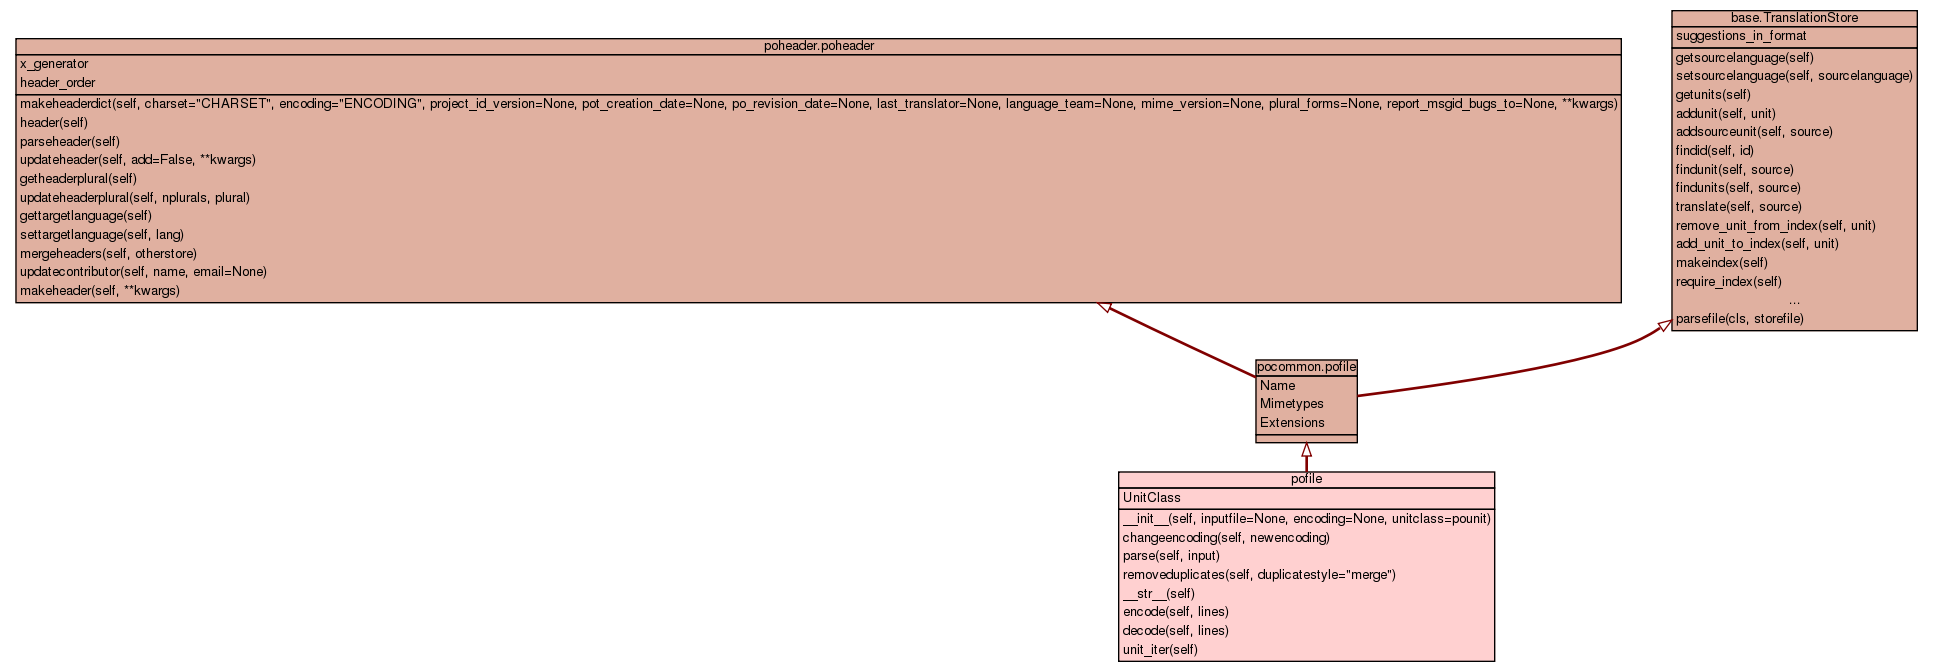 poheader.poheader
x_generator
header_order
makeheaderdict(self, charset="CHARSET", encoding="ENCODING", project_id_version=None, pot_creation_date=None, po_revision_date=None, last_translator=None, language_team=None, mime_version=None, plural_forms=None, report_msgid_bugs_to=None, **kwargs)
header(self)
parseheader(self)
updateheader(self, add=False, **kwargs)
getheaderplural(self)
updateheaderplural(self, nplurals, plural)
gettargetlanguage(self)
settargetlanguage(self, lang)
mergeheaders(self, otherstore)
updatecontributor(self, name, email=None)
makeheader(self, **kwargs)
base.TranslationStore
suggestions_in_format
getsourcelanguage(self)
setsourcelanguage(self, sourcelanguage)
getunits(self)
addunit(self, unit)
addsourceunit(self, source)
findid(self, id)
findunit(self, source)
findunits(self, source)
translate(self, source)
remove_unit_from_index(self, unit)
add_unit_to_index(self, unit)
makeindex(self)
require_index(self)
...
parsefile(cls, storefile)
pocommon.pofile
Name
Mimetypes
Extensions
pofile
UnitClass
__init__(self, inputfile=None, encoding=None, unitclass=pounit)
changeencoding(self, newencoding)
parse(self, input)
removeduplicates(self, duplicatestyle="merge")
__str__(self)
encode(self, lines)
decode(self, lines)
unit_iter(self)